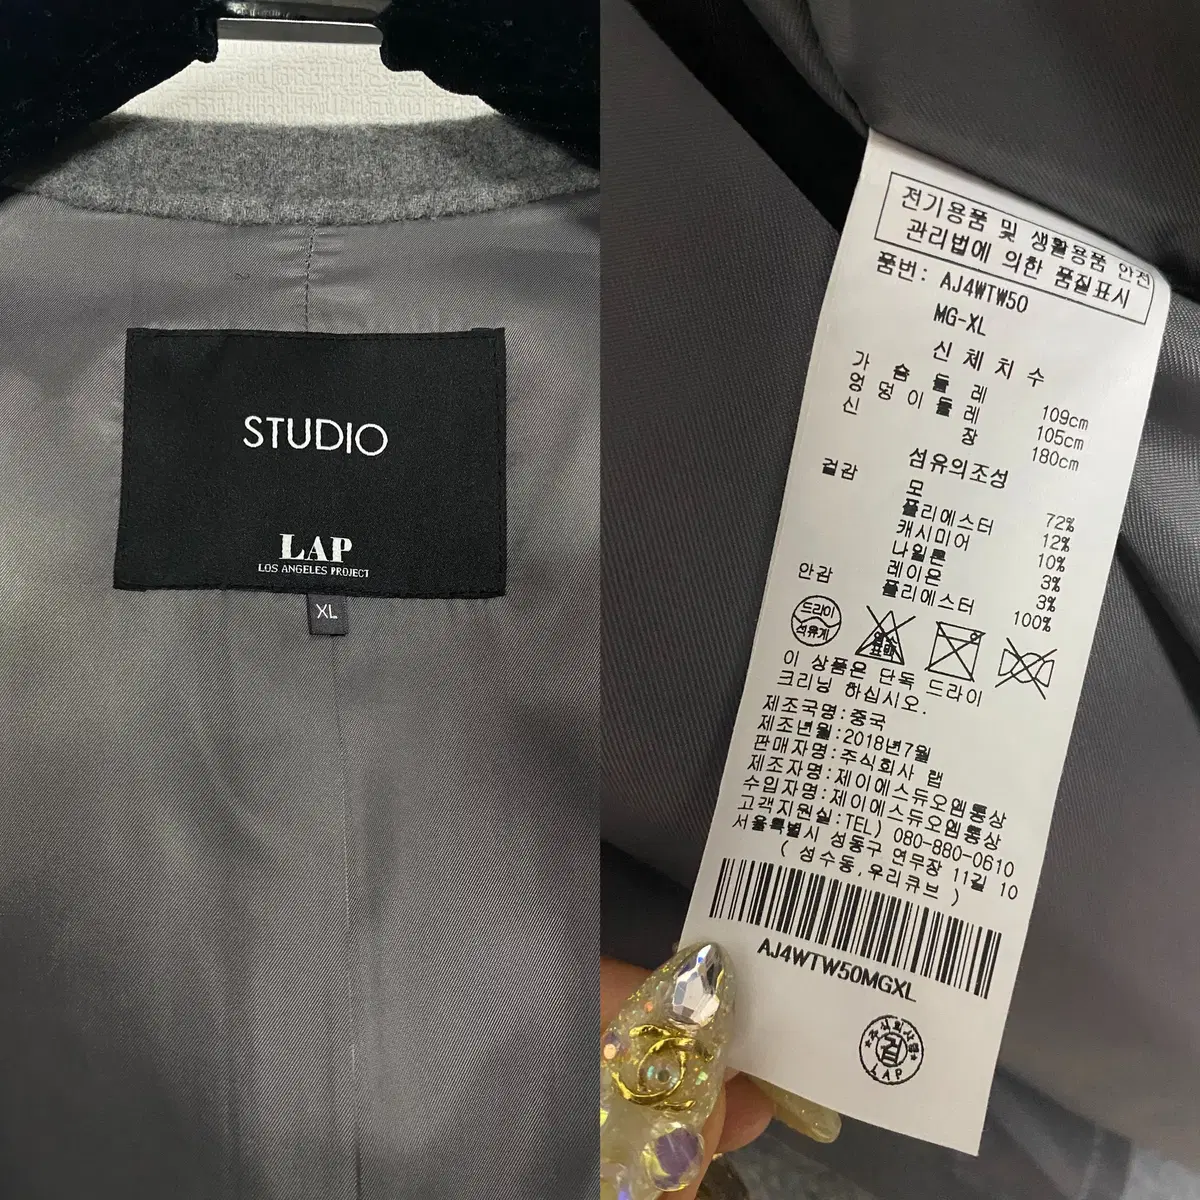 STUDIO
LAP
LOS ANGELES PROJECT
XL
전기용품 및 생활용품 안전
관리법에 의한 품질표시
품번: AJ4WTW50
MG-XL
신 체 치 수
가 슴 둘 레 109cm
엉 덩 이 둘 레 105cm
신 장 180cm
섬유의조성
겉감 모 72%
폴리에스터 12%
캐시미어 10%
나일론 3%
레이온 3%
안감 폴리에스터 100%
드라이
석유계
염소
표백
이 상품은 단독 드라이
크리닝 하십시오.
제조국명:중국
제조년월:2018년7월
판매자명:주식회사 랩
제조자명:제이에스듀오엠통상
수입자명:제이에스듀오엠통상
고객지원실:TEL) 080-880-0610
서울특별시 성동구 연무장 11길 10
( 성수동,우리큐브 )
AJ4WTW50MGXL
주식회사랩
검
LAP